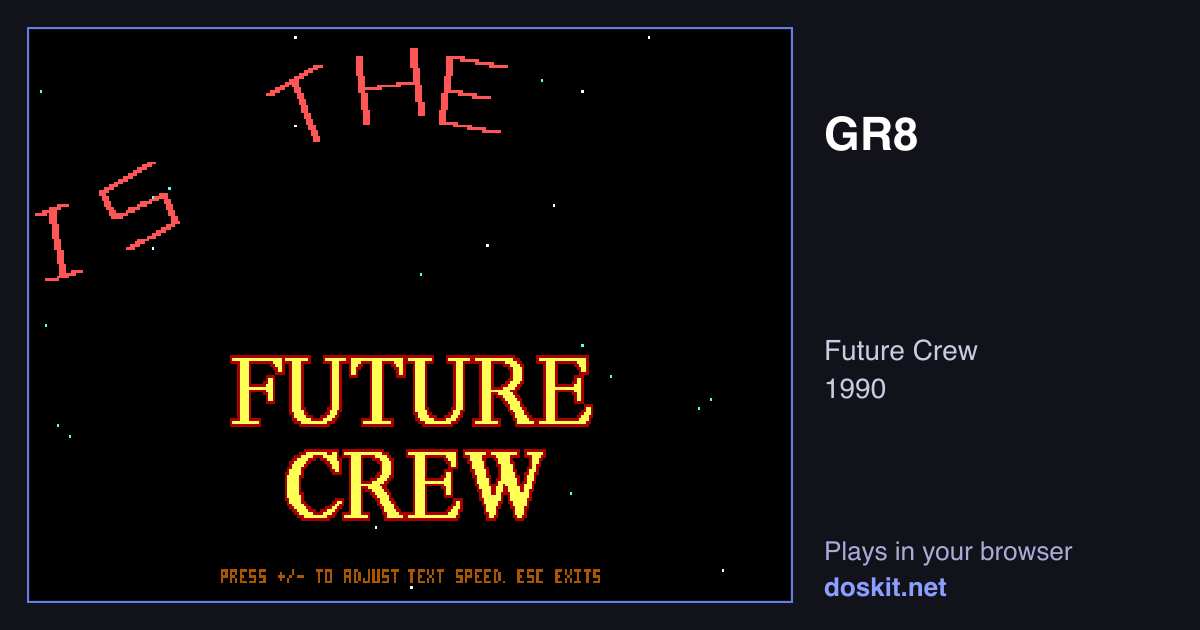 IS THE
FUTURE
CREW
PRESS +/- TO ADJUST TEXT SPEED. ESC EXITS
GR8
Future Crew
1990
Plays in your browser
doskit.net